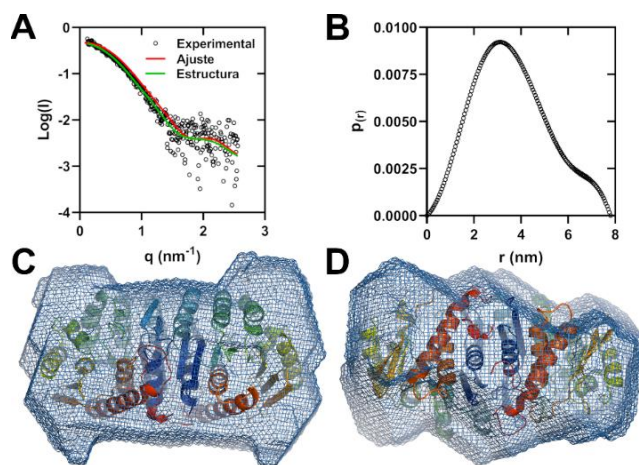 A
0
-1
-2
-3
-4
Log(I)
0
1
2
3
q (nm⁻¹)
Experimental
Ajuste
Estructura
B
0.0100
0.0075
0.0050
0.0025
0.0000
p(r)
0
2
4
6
8
r (nm)
C
D